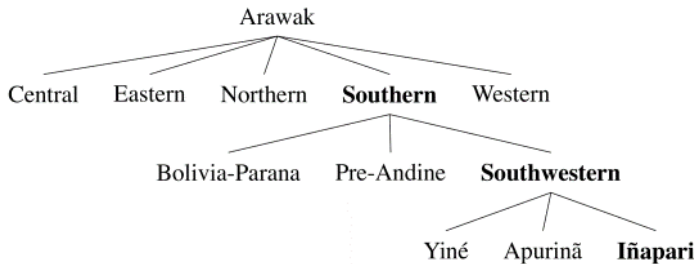 Arawak
Central Eastern Northern Southern Western
Bolivia-Parana Pre-Andine Southwestern
Yiné Apurinã Iñapari